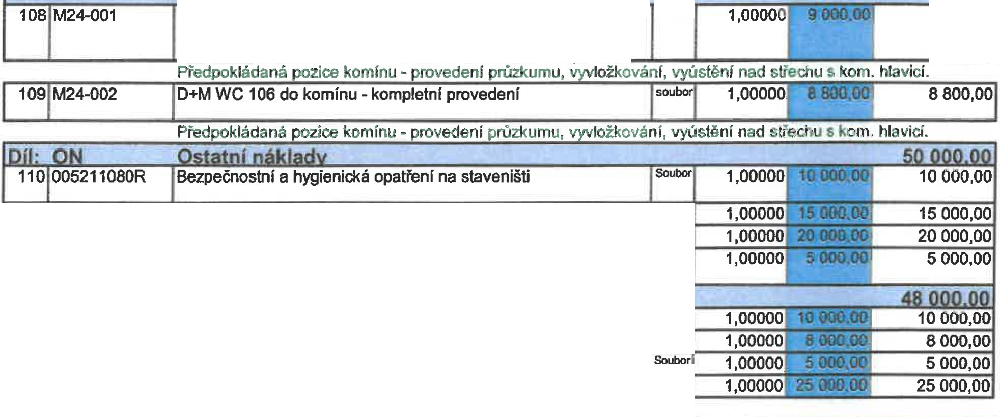 108 M24-001 1,00000 9 000,00
Předpokládaná pozice komínu - provedení průzkumu, vyvložkování, vyústění nad střechu s kom. hlavicí.
109 M24-002 D+M WC 106 do komínu - kompletní provedení soubor 1,00000 8 800,00 8 800,00
Předpokládaná pozice komínu - provedení průzkumu, vyvložkování, vyústění nad střechu s kom. hlavicí.
Díl: ON Ostatní náklady 50 000,00
110 005211080R Bezpečnostní a hygienická opatření na staveništi Soubor 1,00000 10 000,00 10 000,00
1,00000 15 000,00 15 000,00
1,00000 20 000,00 20 000,00
1,00000 5 000,00 5 000,00
48 000,00
1,00000 10 000,00 10 000,00
1,00000 8 000,00 8 000,00
Soubor 1,00000 5 000,00 5 000,00
1,00000 25 000,00 25 000,00